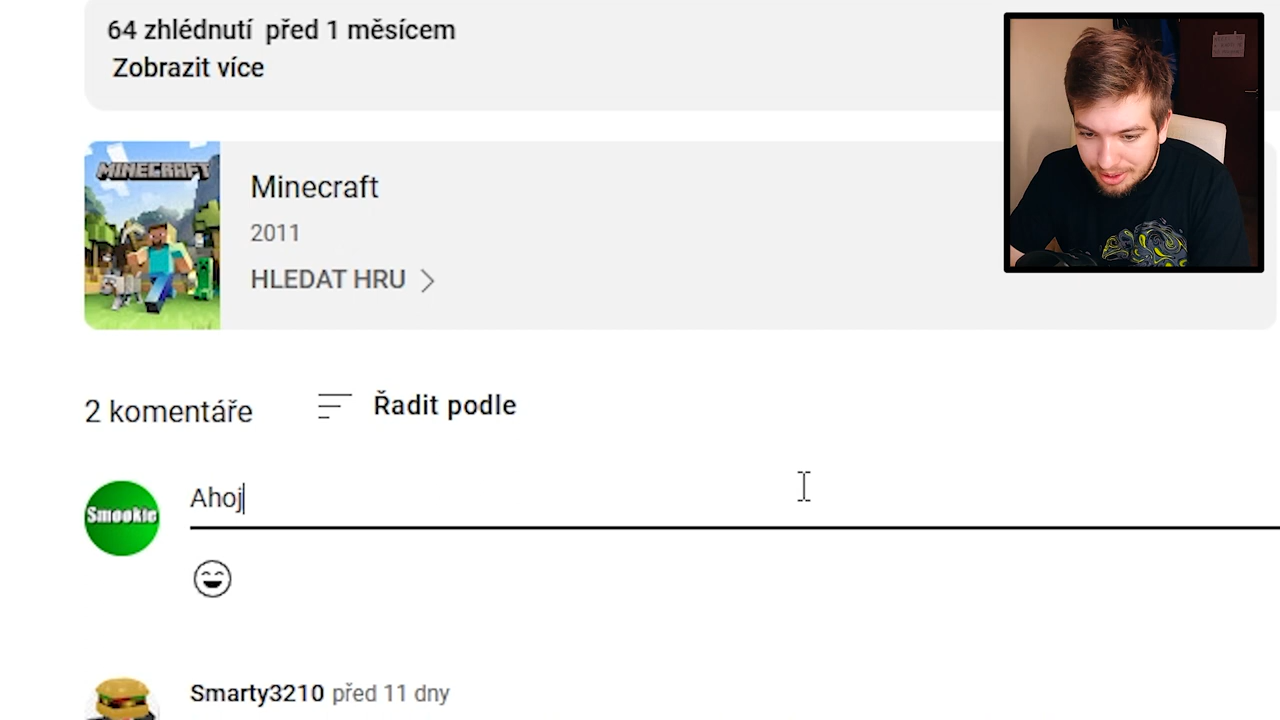 64 zhlédnutí před 1 měsícem
Zobrazit více
MINECRAFT
Minecraft
2011
HLEDAT HRU
2 komentáře
Řadit podle
Smookie
Ahoj
Smarty3210 před 11 dny